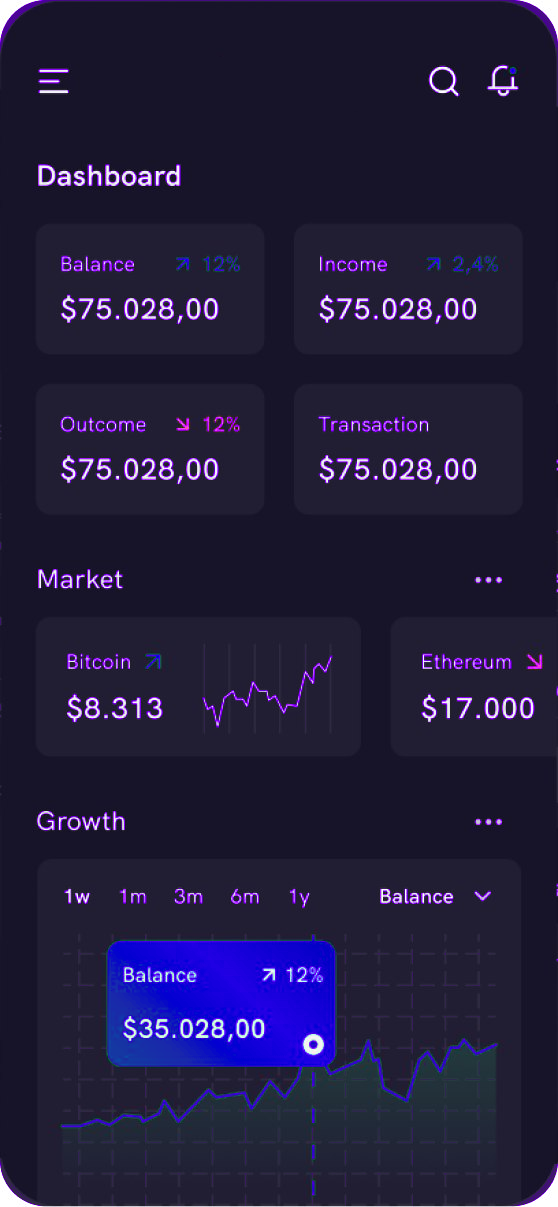 Dashboard
Balance 12%
$75.028,00
Income 2,4%
$75.028,00
Outcome 12%
$75.028,00
Transaction
$75.028,00
Market
Bitcoin
$8.313
Ethereum
$17.000
Growth
1w 1m 3m 6m 1y Balance
Balance 12%
$35.028,00